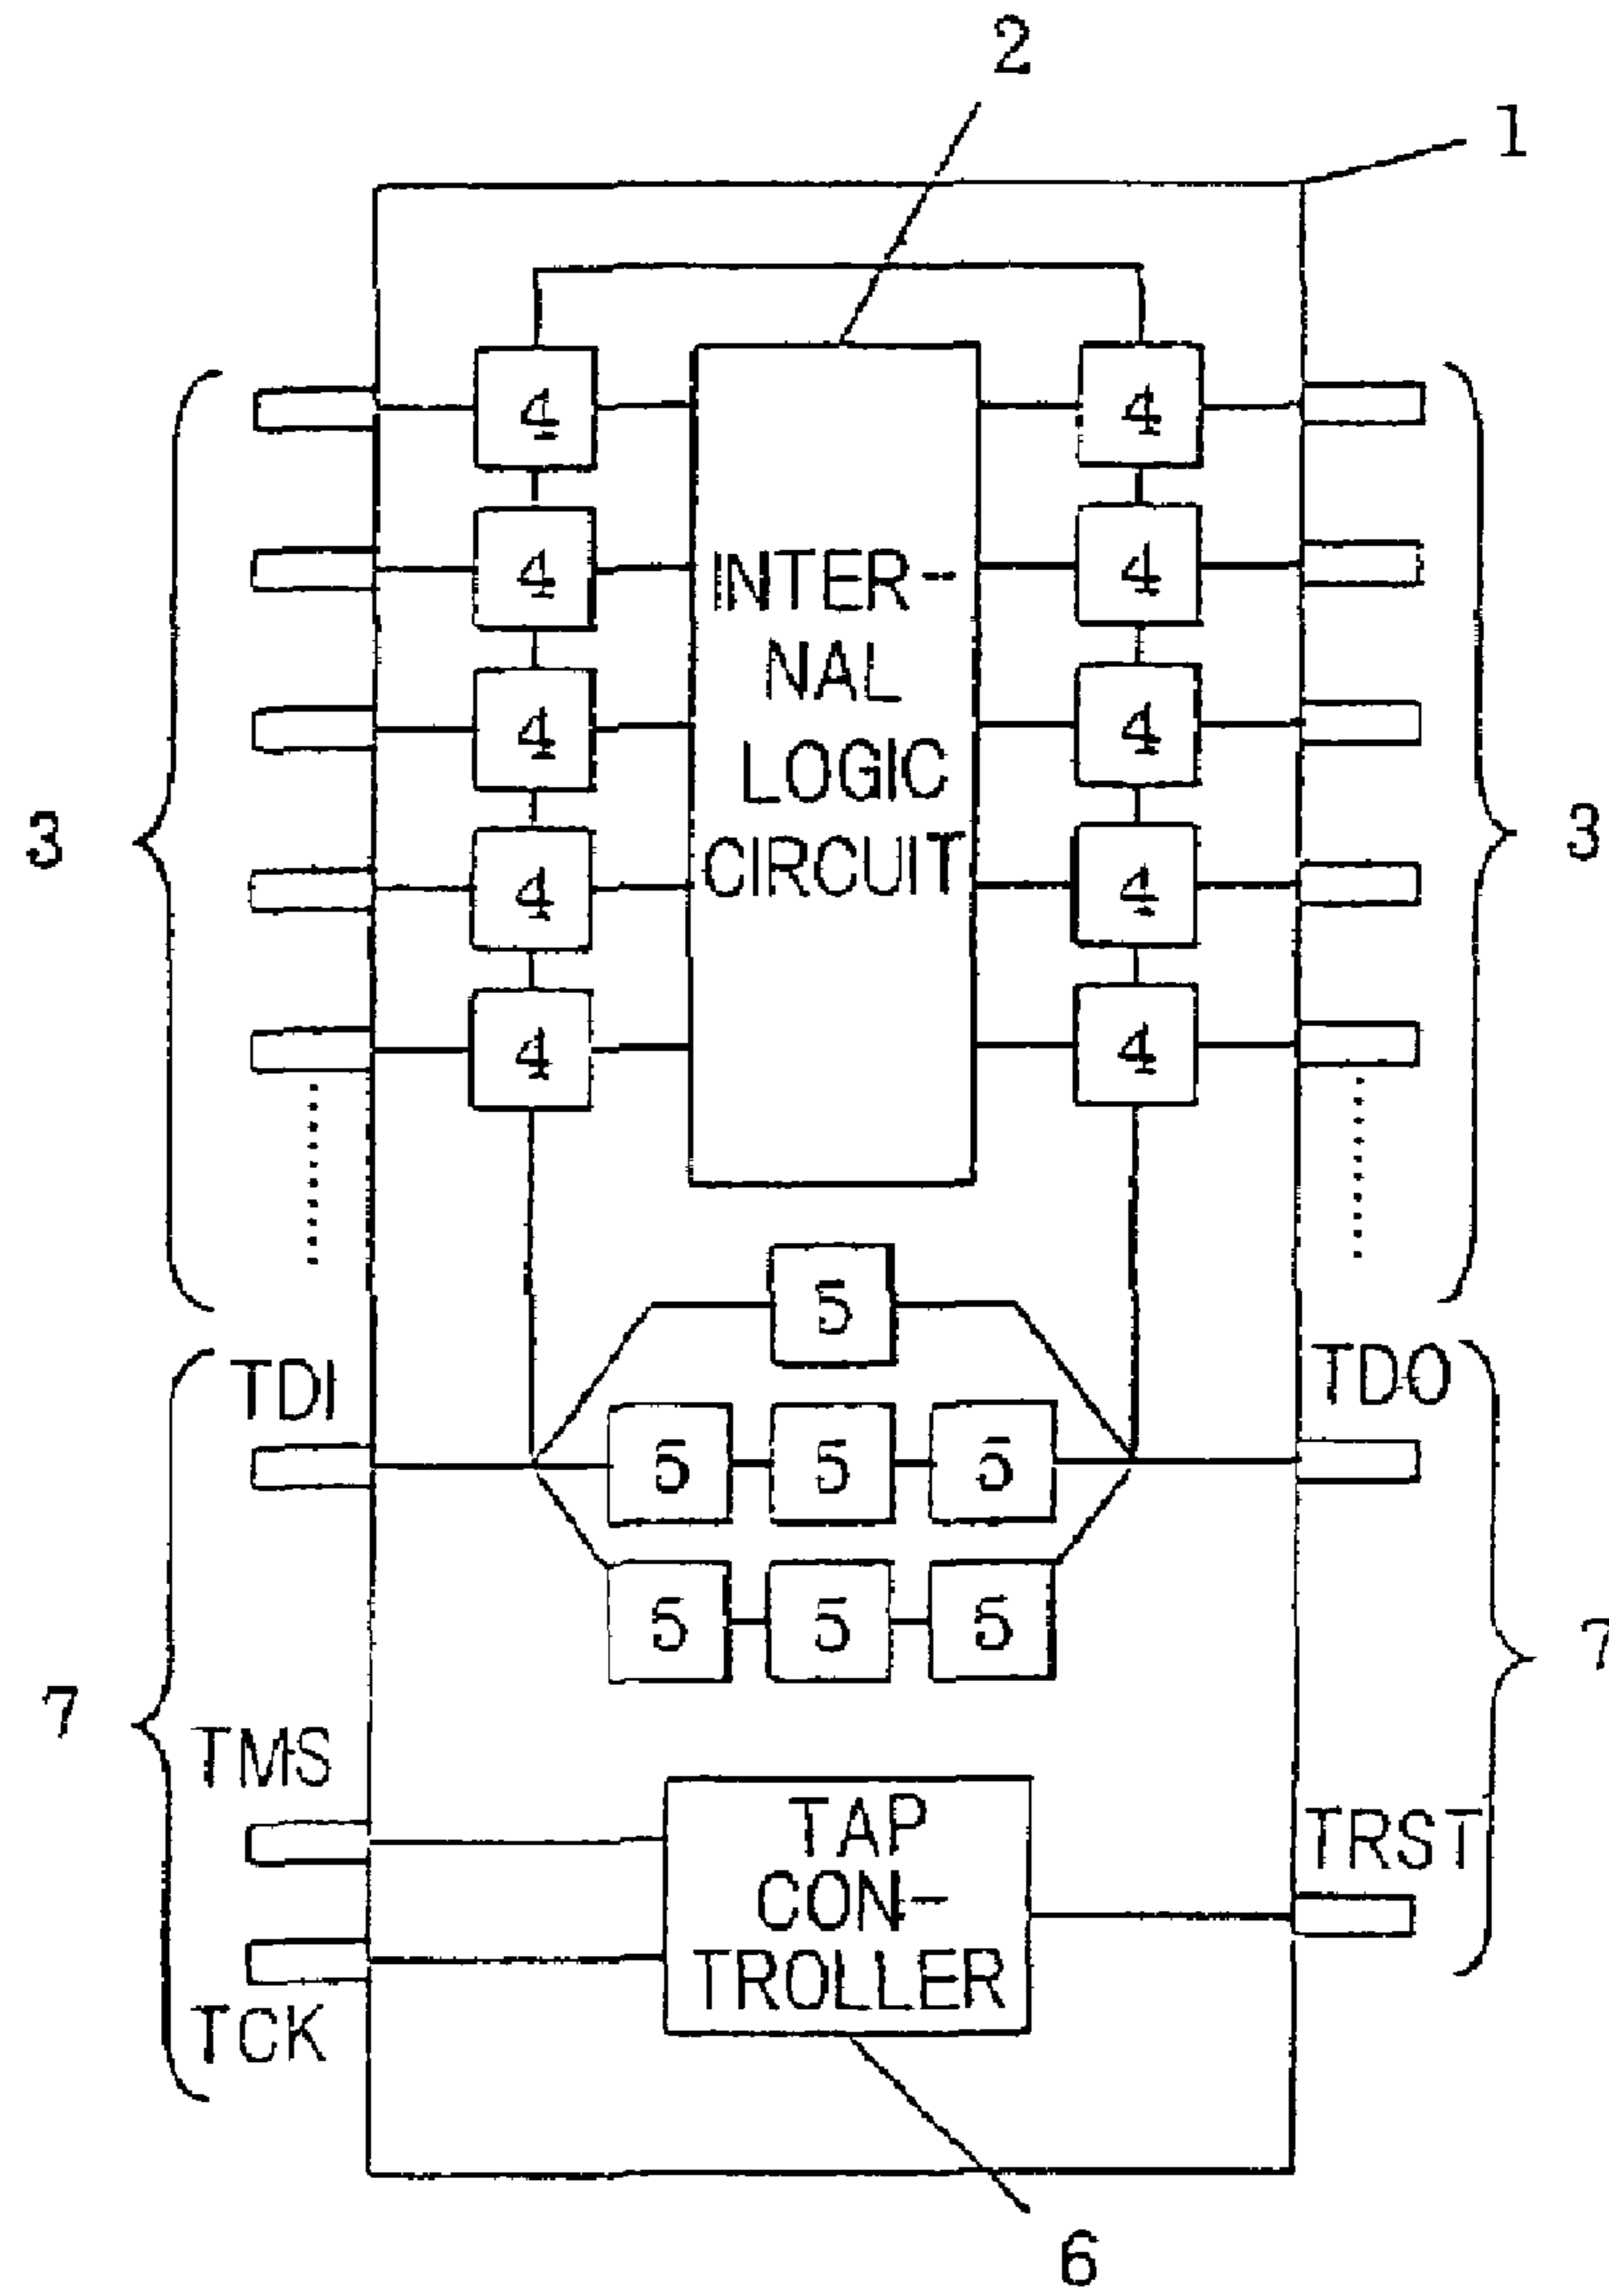 2
1
4 4
4 4
INTER-
NAL
4 4
LOGIC
CIRCUIT
3 3
4 4
4 4
5
TDI TDO
5 5 5
5 5 5
7 7
TMS
TAP
CON-
TROLLER
TRST
TCK
6